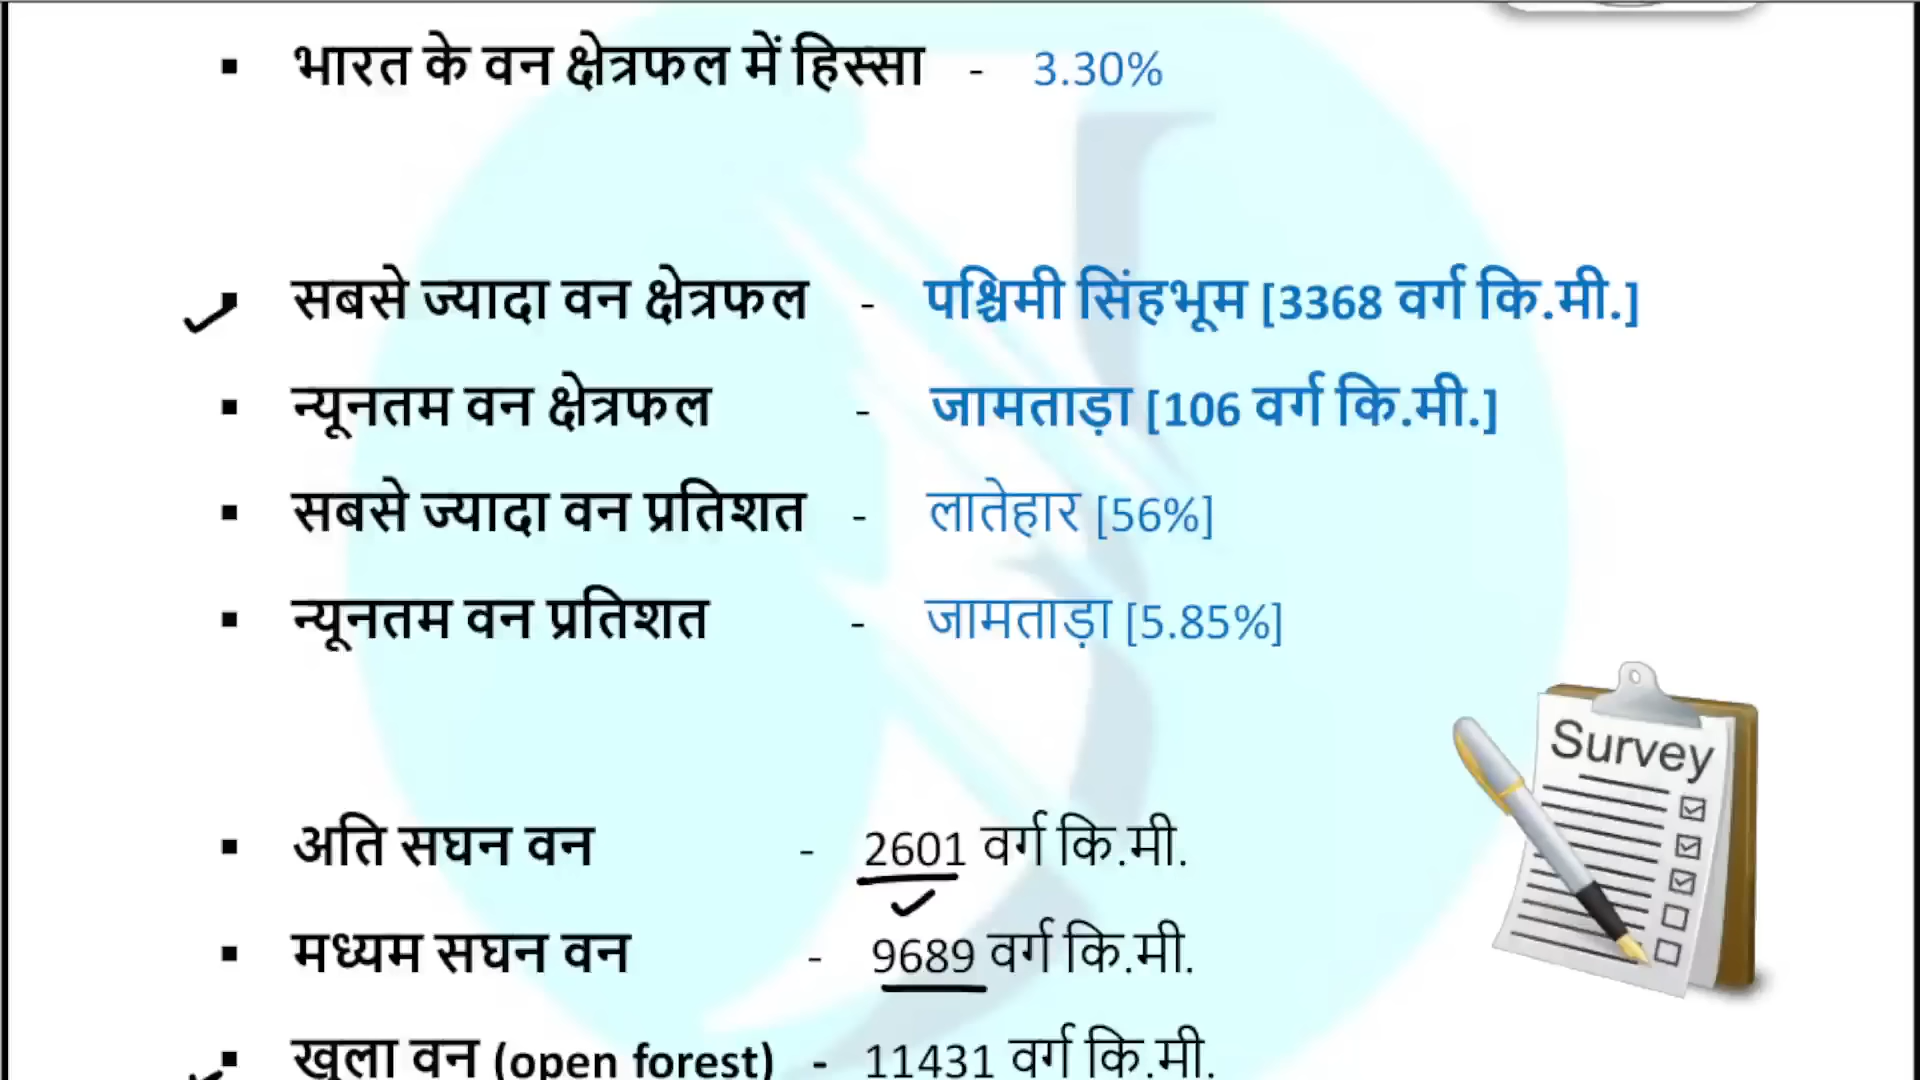 ▪ भारत के वन क्षेत्रफल में हिस्सा - 3.30%
▪ सबसे ज्यादा वन क्षेत्रफल - पश्चिमी सिंहभूम [3368 वर्ग कि.मी.]
▪ न्यूनतम वन क्षेत्रफल - जामताड़ा [106 वर्ग कि.मी.]
▪ सबसे ज्यादा वन प्रतिशत - लातेहार [56%]
▪ न्यूनतम वन प्रतिशत - जामताड़ा [5.85%]
Survey
▪ अति सघन वन - 2601 वर्ग कि.मी.
▪ मध्यम सघन वन - 9689 वर्ग कि.मी.
▪ खुला वन (open forest) - 11431 वर्ग कि.मी.